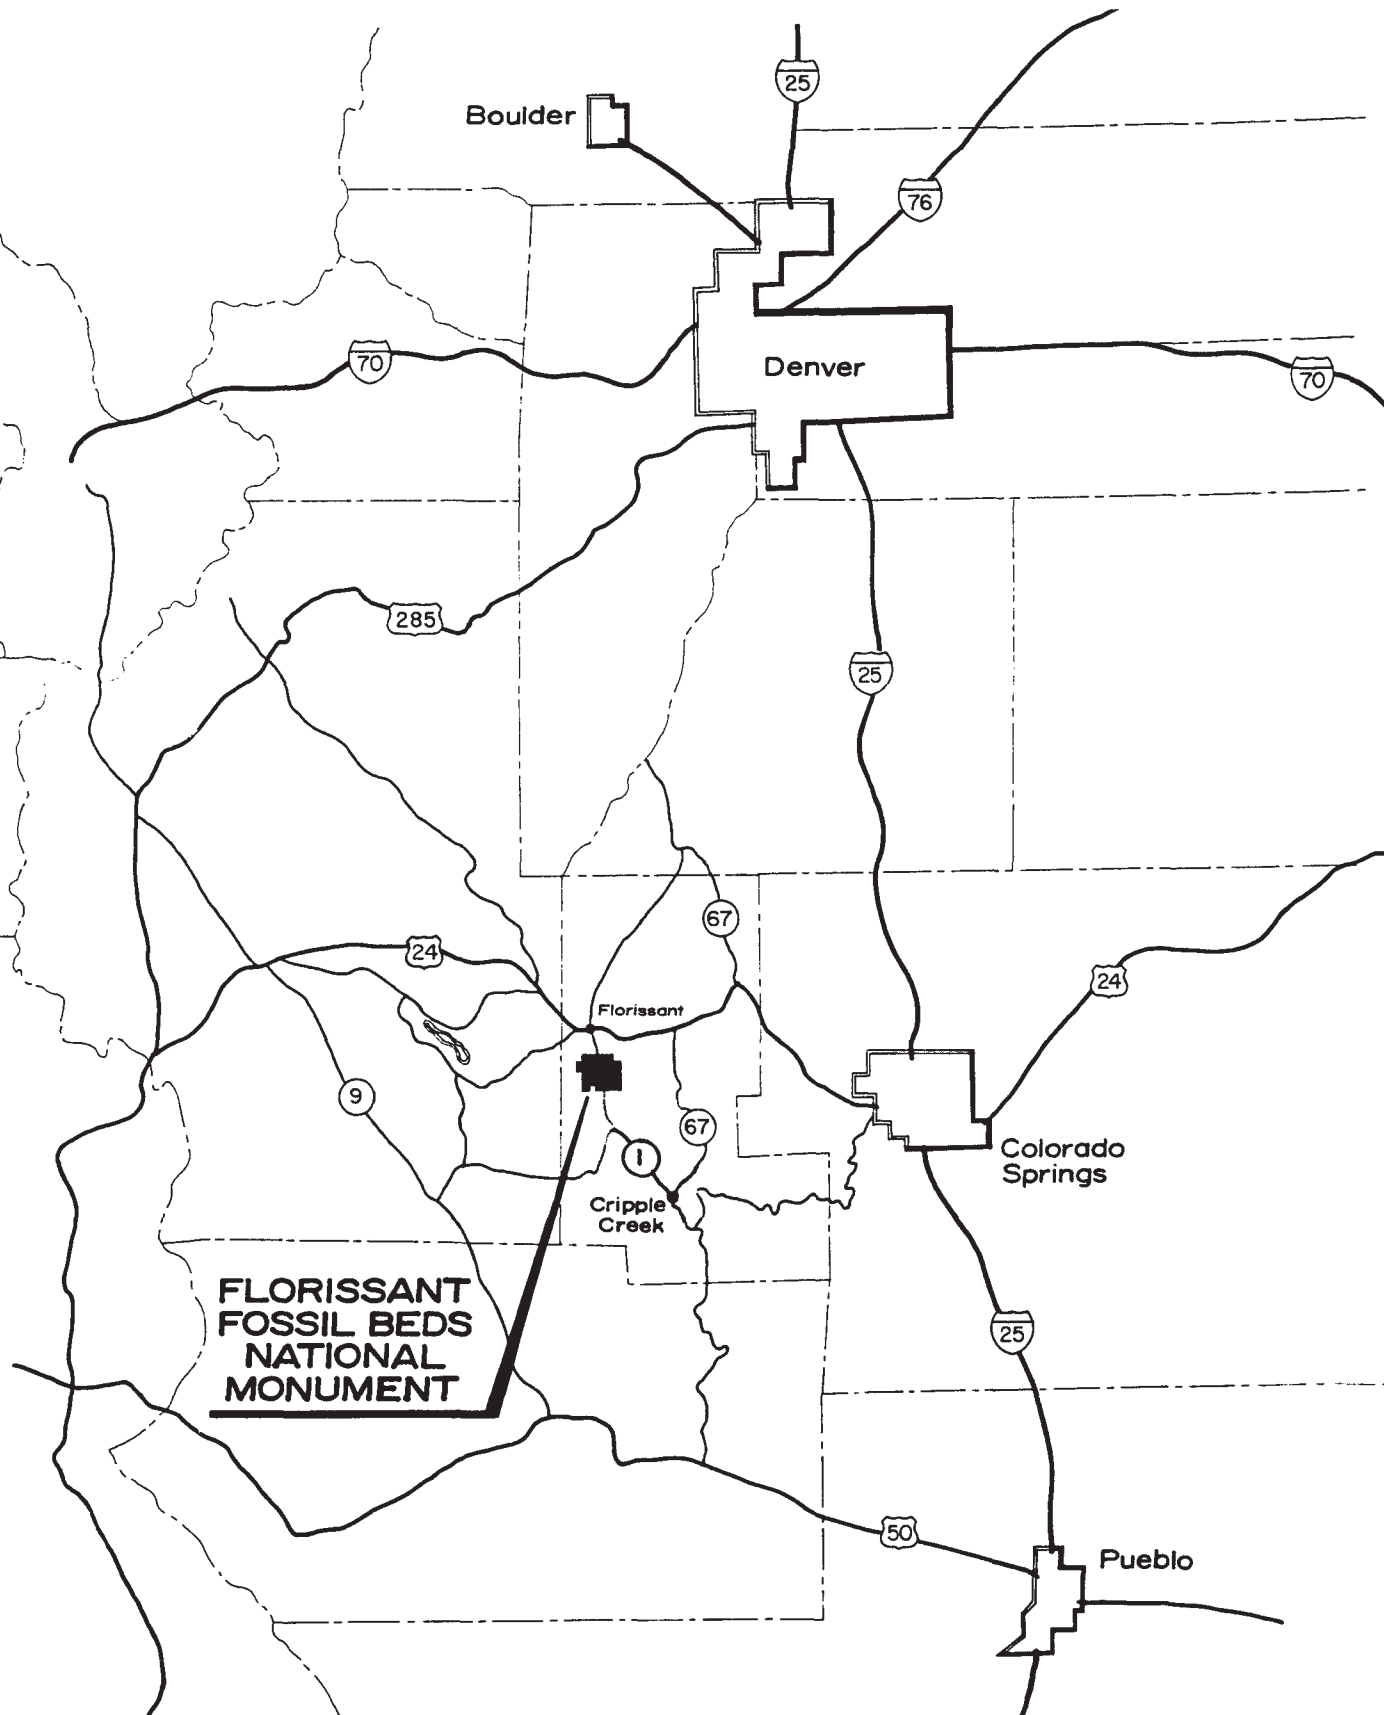 25
Boulder
76
70
Denver
70
285
25
67
24
24
Florissant
9
67
1
Colorado
Springs
Cripple
Creek
FLORISSANT
FOSSIL BEDS
NATIONAL
MONUMENT
25
50
Pueblo